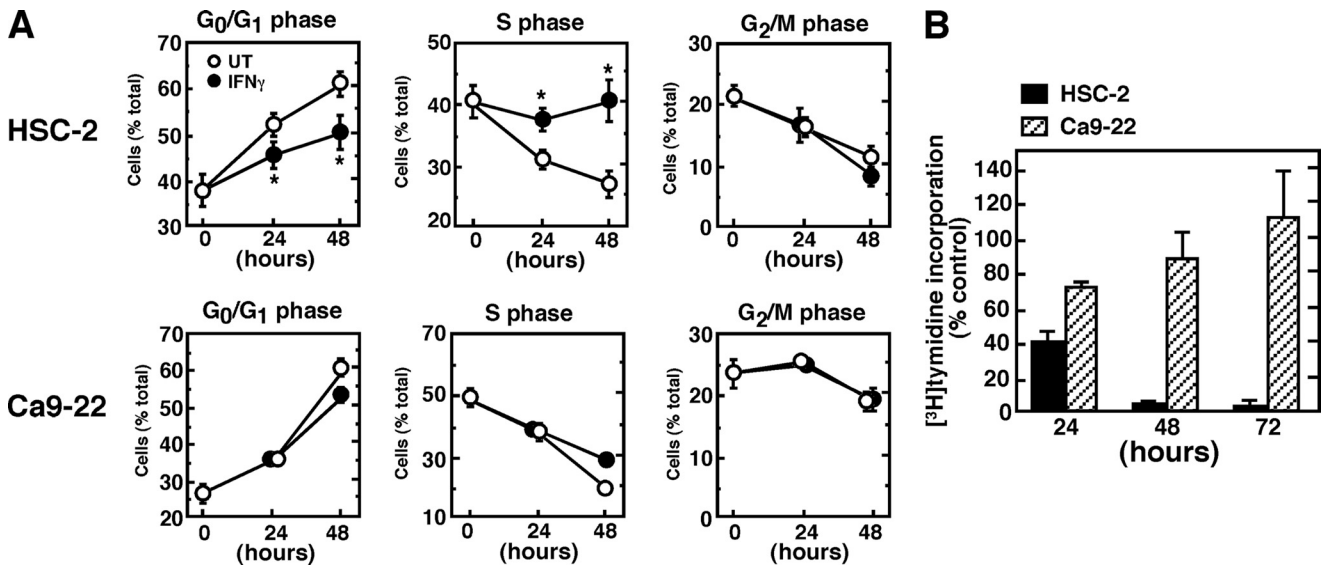 A
B
HSC-2
G0/G1 phase
Cells (% total)
70
60
50
40
30
UT
IFNγ
*
*
0 24 48
(hours)
S phase
Cells (% total)
50
40
30
20
*
*
0 24 48
(hours)
G2/M phase
Cells (% total)
30
20
10
0
0 24 48
(hours)
Ca9-22
G0/G1 phase
Cells (% total)
70
60
50
40
30
20
0 24 48
(hours)
S phase
Cells (% total)
70
50
30
10
0 24 48
(hours)
G2/M phase
Cells (% total)
30
20
10
0
0 24 48
(hours)
HSC-2
Ca9-22
[³H]tymidine incorporation
(% control)
140
120
100
80
60
40
20
0
24 48 72
(hours)